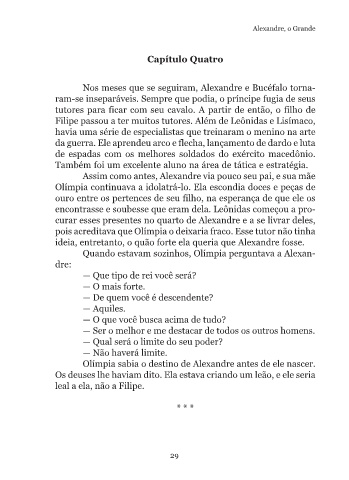 Alexandre, o Grande
Capítulo Quatro
Nos meses que se seguiram, Alexandre e Bucéfalo torna-
ram-se inseparáveis. Sempre que podia, o príncipe fugia de seus
tutores para ficar com seu cavalo. A partir de então, o filho de
Filipe passou a ter muitos tutores. Além de Leônidas e Lisímaco,
havia uma série de especialistas que treinaram o menino na arte
da guerra. Ele aprendeu arco e flecha, lançamento de dardo e luta
de espadas com os melhores soldados do exército macedônio.
Também foi um excelente aluno na área de tática e estratégia.
Assim como antes, Alexandre via pouco seu pai, e sua mãe
Olímpia continuava a idolatrá-lo. Ela escondia doces e peças de
ouro entre os pertences de seu filho, na esperança de que ele os
encontrasse e soubesse que eram dela. Leônidas começou a pro-
curar esses presentes no quarto de Alexandre e a se livrar deles,
pois acreditava que Olímpia o deixaria fraco. Esse tutor não tinha
ideia, entretanto, o quão forte ela queria que Alexandre fosse.
Quando estavam sozinhos, Olímpia perguntava a Alexan-
dre:
— Que tipo de rei você será?
— O mais forte.
— De quem você é descendente?
— Aquiles.
— O que você busca acima de tudo?
— Ser o melhor e me destacar de todos os outros homens.
— Qual será o limite do seu poder?
— Não haverá limite.
Olímpia sabia o destino de Alexandre antes de ele nascer.
Os deuses lhe haviam dito. Ela estava criando um leão, e ele seria
leal a ela, não a Filipe.
* * *
29